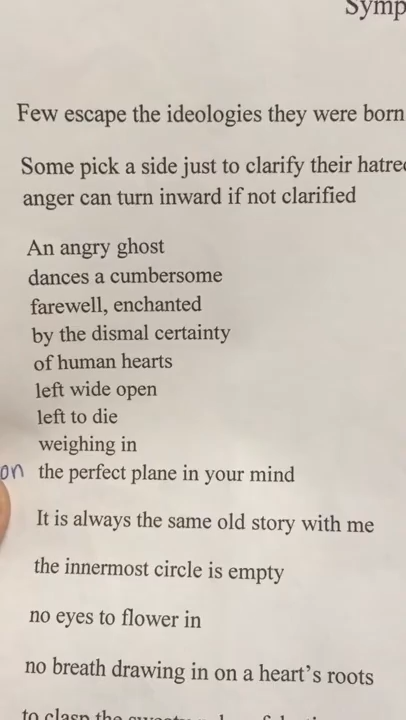 Symp
Few escape the ideologies they were born
Some pick a side just to clarify their hatre
anger can turn inward if not clarified
An angry ghost
dances a cumbersome
farewell, enchanted
by the dismal certainty
of human hearts
left wide open
left to die
weighing in
on the perfect plane in your mind
It is always the same old story with me
the innermost circle is empty
no eyes to flower in
no breath drawing in on a heart's roots
to clasp the